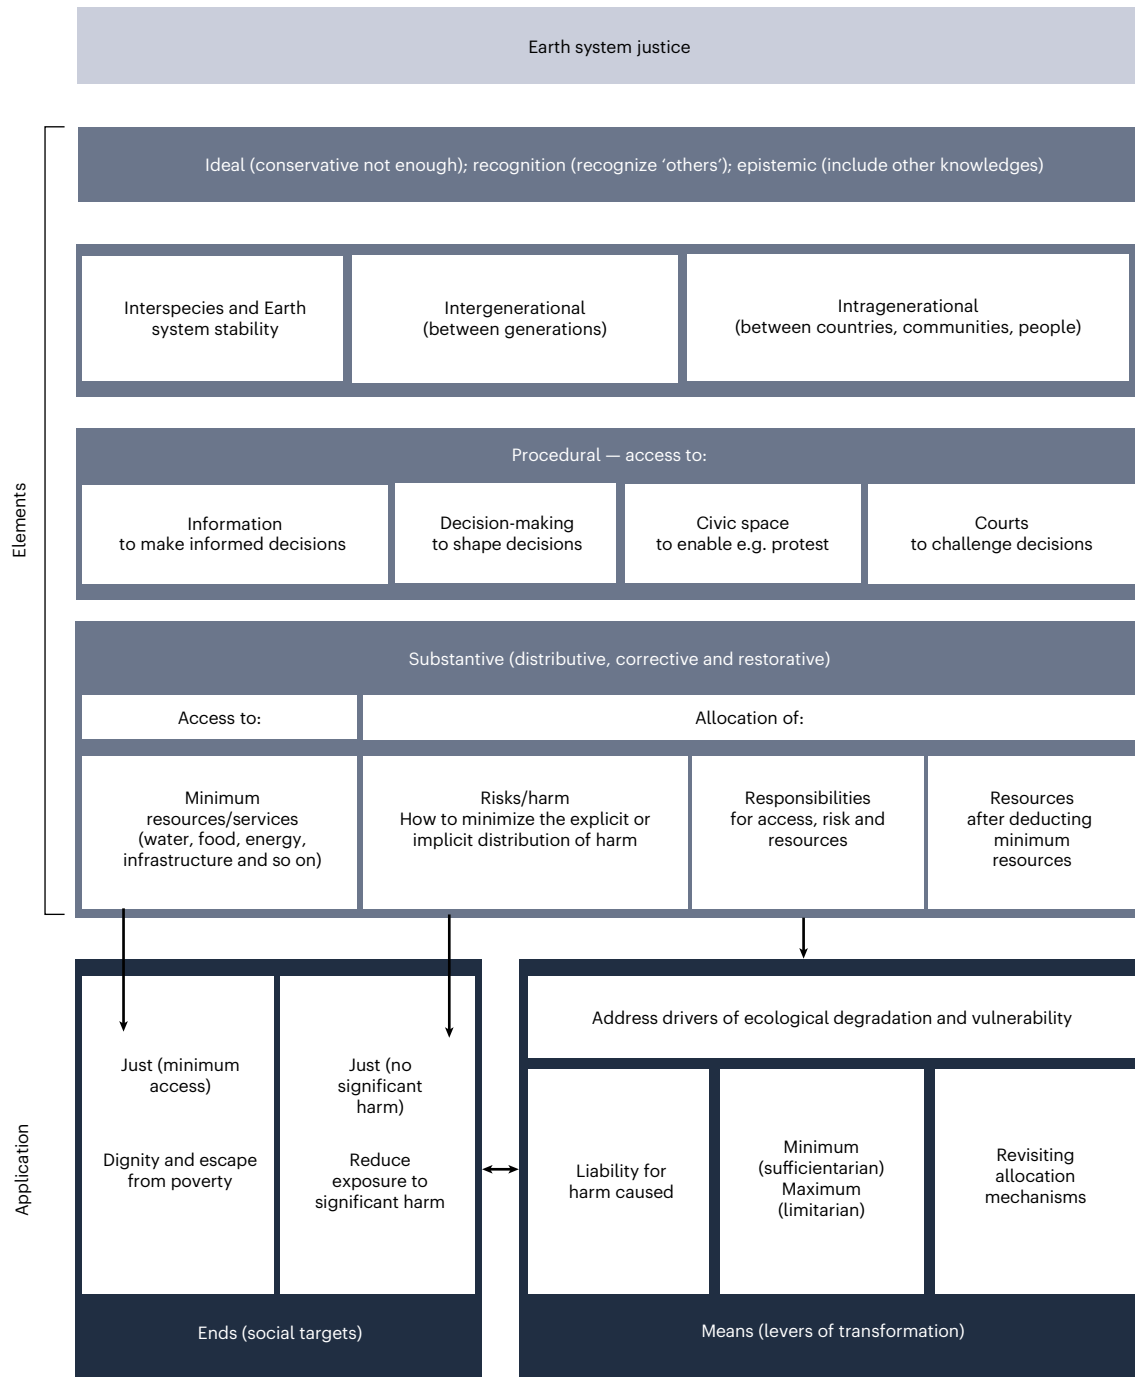 Earth system justice
Elements
Ideal (conservative not enough); recognition (recognize ‘others’); epistemic (include other knowledges)
Interspecies and Earth
system stability
Intergenerational
(between generations)
Intragenerational
(between countries, communities, people)
Procedural — access to:
Information
to make informed decisions
Decision-making
to shape decisions
Civic space
to enable e.g. protest
Courts
to challenge decisions
Substantive (distributive, corrective and restorative)
Access to:
Allocation of:
Minimum
resources/services
(water, food, energy,
infrastructure and so on)
Risks/harm
How to minimize the explicit or
implicit distribution of harm
Responsibilities
for access, risk and
resources
Resources
after deducting
minimum
resources
Application
Just (minimum
access)
Dignity and escape
from poverty
Just (no
significant
harm)
Reduce
exposure to
significant harm
Ends (social targets)
Address drivers of ecological degradation and vulnerability
Liability for
harm caused
Minimum
(sufficientarian)
Maximum
(limitarian)
Revisiting
allocation
mechanisms
Means (levers of transformation)